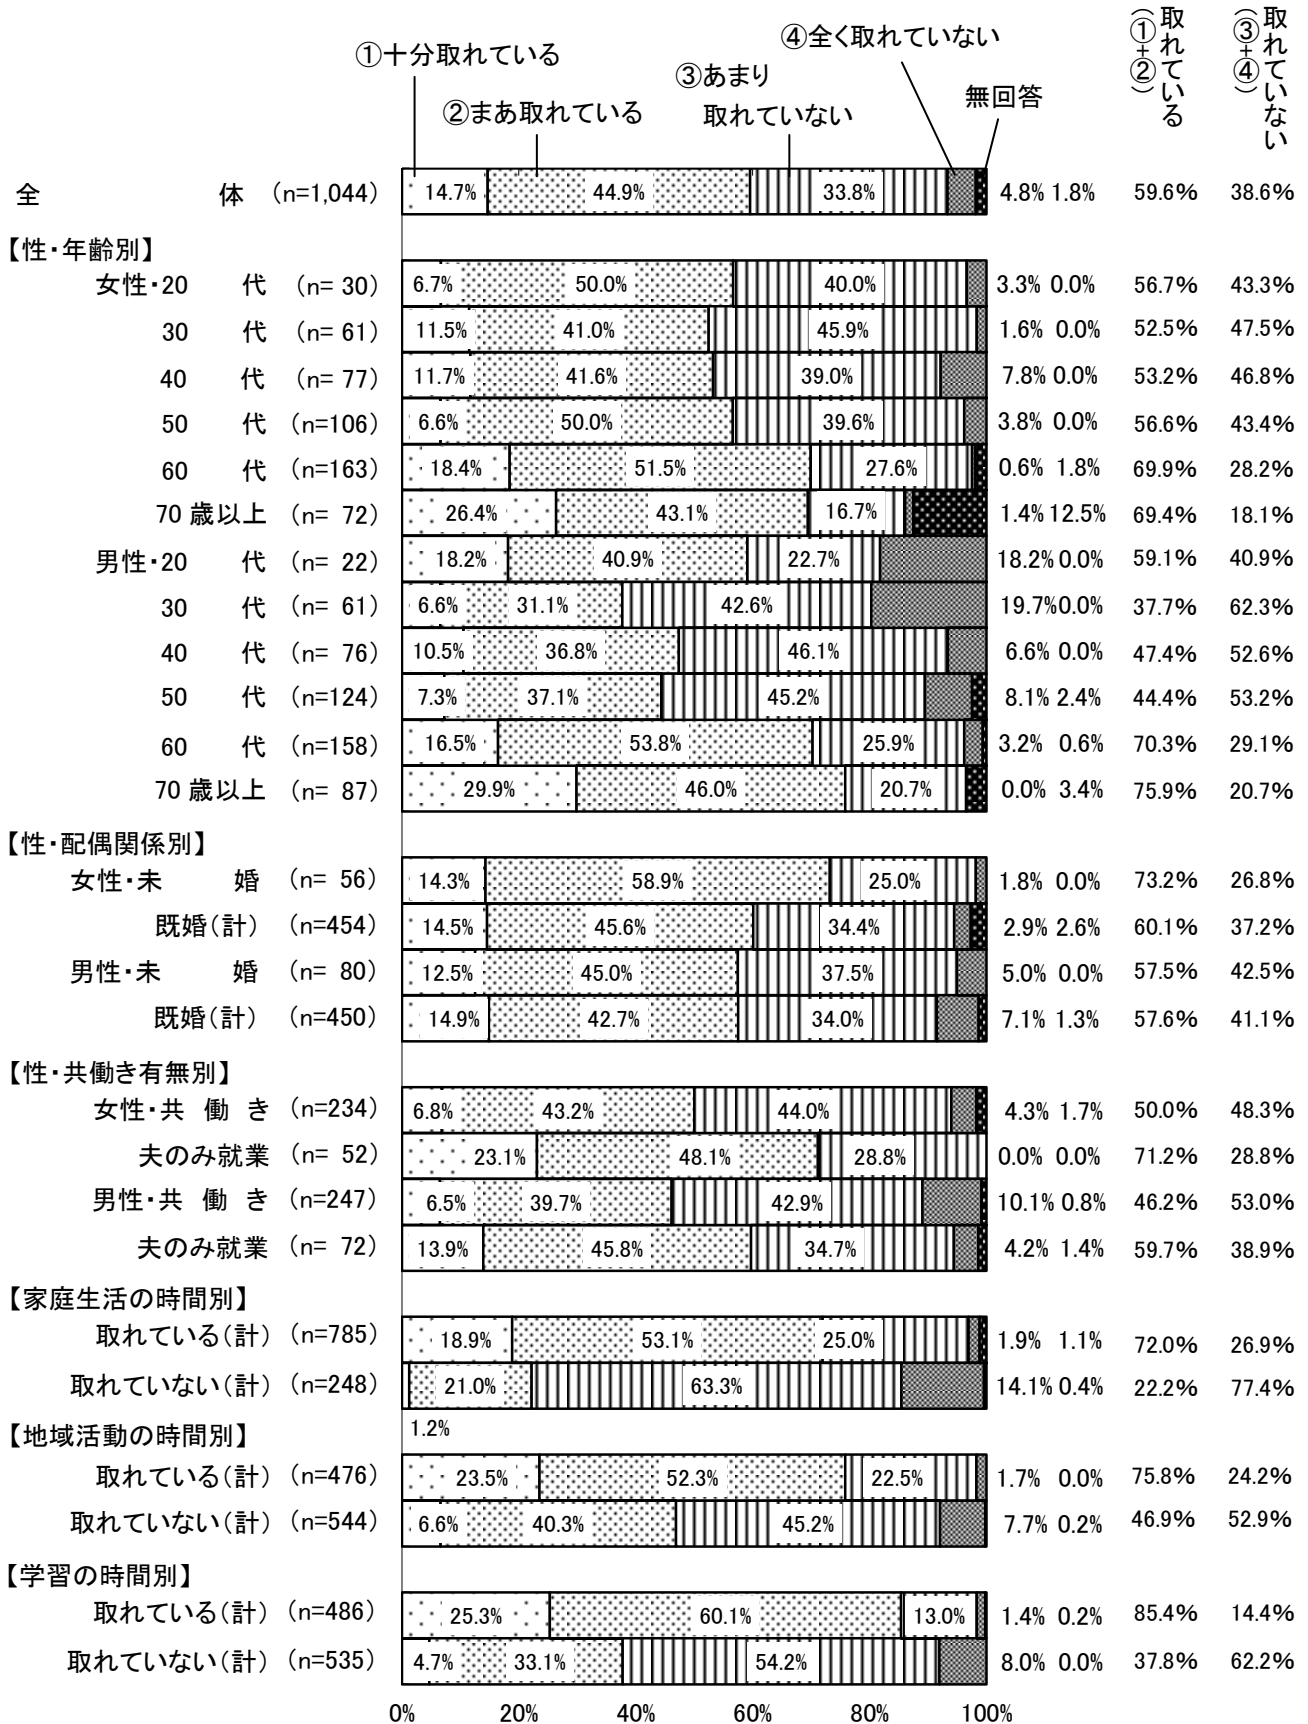 ①十分取れている
②まあ取れている
③あまり
取れていない
④全く取れていない
無回答
取れている
(①+②)
取れていない
(③+④)
全 体 (n=1,044) 14.7% 44.9% 33.8% 4.8% 1.8% 59.6% 38.6%
【性・年齢別】
女性・20 代 (n= 30) 6.7% 50.0% 40.0% 3.3% 0.0% 56.7% 43.3%
30 代 (n= 61) 11.5% 41.0% 45.9% 1.6% 0.0% 52.5% 47.5%
40 代 (n= 77) 11.7% 41.6% 39.0% 7.8% 0.0% 53.2% 46.8%
50 代 (n=106) 6.6% 50.0% 39.6% 3.8% 0.0% 56.6% 43.4%
60 代 (n=163) 18.4% 51.5% 27.6% 0.6% 1.8% 69.9% 28.2%
70 歳以上 (n= 72) 26.4% 43.1% 16.7% 1.4% 12.5% 69.4% 18.1%
男性・20 代 (n= 22) 18.2% 40.9% 22.7% 18.2% 0.0% 59.1% 40.9%
30 代 (n= 61) 6.6% 31.1% 42.6% 19.7% 0.0% 37.7% 62.3%
40 代 (n= 76) 10.5% 36.8% 46.1% 6.6% 0.0% 47.4% 52.6%
50 代 (n=124) 7.3% 37.1% 45.2% 8.1% 2.4% 44.4% 53.2%
60 代 (n=158) 16.5% 53.8% 25.9% 3.2% 0.6% 70.3% 29.1%
70 歳以上 (n= 87) 29.9% 46.0% 20.7% 0.0% 3.4% 75.9% 20.7%
【性・配偶関係別】
女性・未 婚 (n= 56) 14.3% 58.9% 25.0% 1.8% 0.0% 73.2% 26.8%
既婚(計) (n=454) 14.5% 45.6% 34.4% 2.9% 2.6% 60.1% 37.2%
男性・未 婚 (n= 80) 12.5% 45.0% 37.5% 5.0% 0.0% 57.5% 42.5%
既婚(計) (n=450) 14.9% 42.7% 34.0% 7.1% 1.3% 57.6% 41.1%
【性・共働き有無別】
女性・共 働 き (n=234) 6.8% 43.2% 44.0% 4.3% 1.7% 50.0% 48.3%
夫のみ就業 (n= 52) 23.1% 48.1% 28.8% 0.0% 0.0% 71.2% 28.8%
男性・共 働 き (n=247) 6.5% 39.7% 42.9% 10.1% 0.8% 46.2% 53.0%
夫のみ就業 (n= 72) 13.9% 45.8% 34.7% 4.2% 1.4% 59.7% 38.9%
【家庭生活の時間別】
取れている(計) (n=785) 18.9% 53.1% 25.0% 1.9% 1.1% 72.0% 26.9%
取れていない(計) (n=248) 21.0% 63.3% 14.1% 0.4% 22.2% 77.4%
1.2%
【地域活動の時間別】
取れている(計) (n=476) 23.5% 52.3% 22.5% 1.7% 0.0% 75.8% 24.2%
取れていない(計) (n=544) 6.6% 40.3% 45.2% 7.7% 0.2% 46.9% 52.9%
【学習の時間別】
取れている(計) (n=486) 25.3% 60.1% 13.0% 1.4% 0.2% 85.4% 14.4%
取れていない(計) (n=535) 4.7% 33.1% 54.2% 8.0% 0.0% 37.8% 62.2%
0% 20% 40% 60% 80% 100%